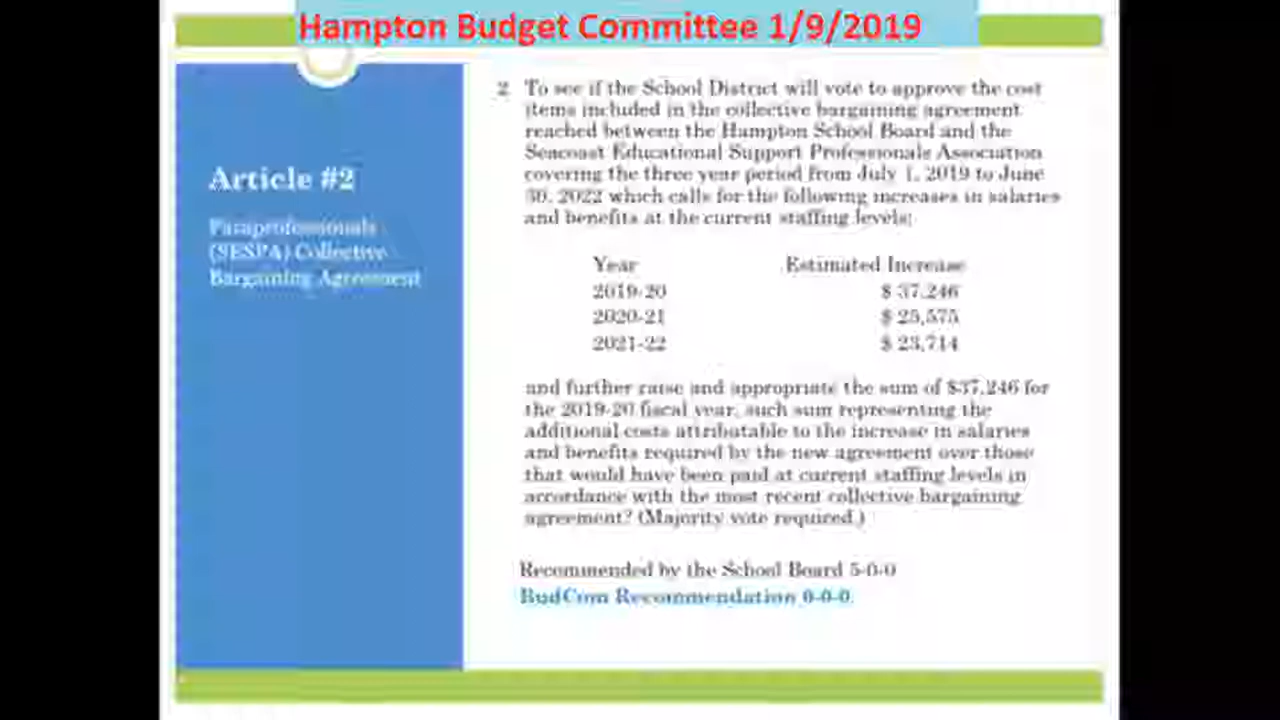 Hampton Budget Committee 1/9/2019
Article #2
Paraprofessionals
(SESPA) Collective
Bargaining Agreement
2 To see if the School District will vote to approve the cost
items included in the collective bargaining agreement
reached between the Hampton School Board and the
Seacoast Educational Support Professionals Association
covering the three year period from July 1, 2019 to June
30, 2022 which calls for the following increases in salaries
and benefits at the current staffing levels:
Year Estimated Increase
2019-20 $ 37,246
2020-21 $ 25,575
2021-22 $ 23,714
and further raise and appropriate the sum of $37,246 for
the 2019-20 fiscal year, such sum representing the
additional costs attributable to the increase in salaries
and benefits required by the new agreement over those
that would have been paid at current staffing levels in
accordance with the most recent collective bargaining
agreement? (Majority vote required.)
Recommended by the School Board 5-0-0
BudCom Recommendation 0-0-0.